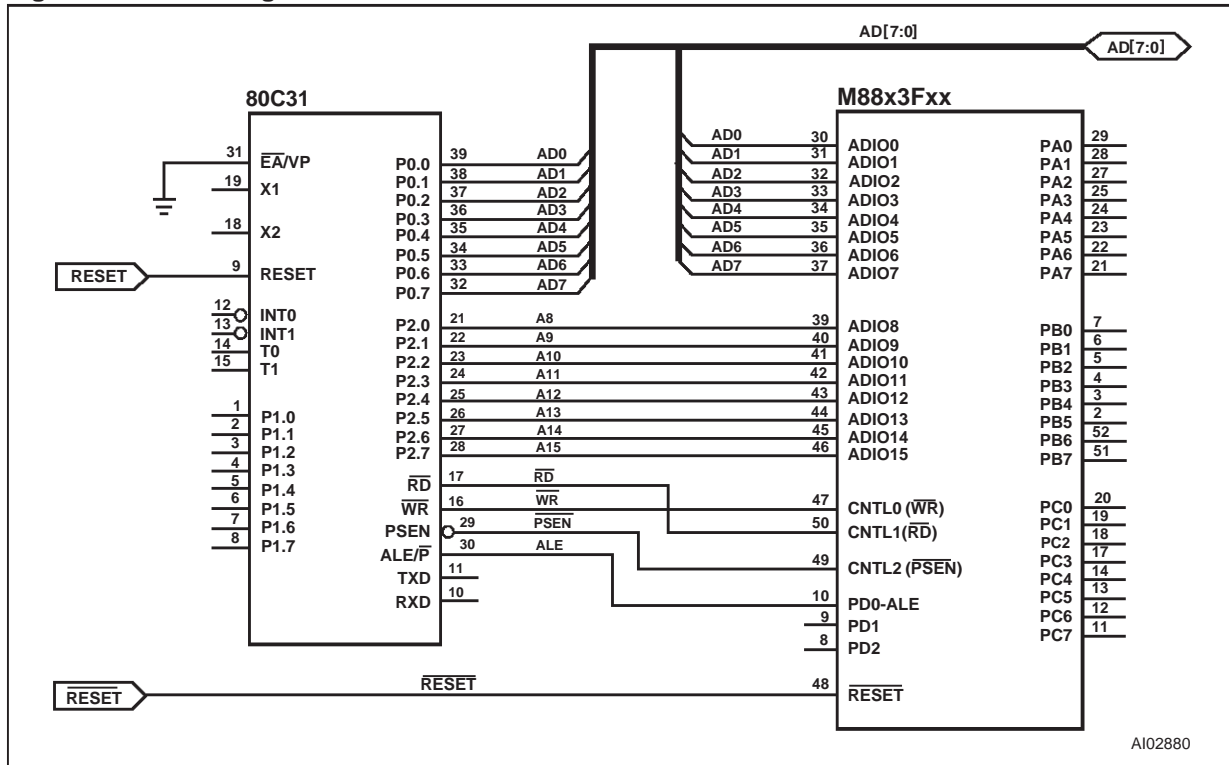 AD[7:0]
AD[7:0]
80C31
M88x3Fxx
31 EA/VP
19 X1
18 X2
RESET 9 RESET
12 INT0
13 INT1
14 T0
15 T1
1 P1.0
2 P1.1
3 P1.2
4 P1.3
5 P1.4
6 P1.5
7 P1.6
8 P1.7
P0.0 39 AD0
P0.1 38 AD1
P0.2 37 AD2
P0.3 36 AD3
P0.4 35 AD4
P0.5 34 AD5
P0.6 33 AD6
P0.7 32 AD7
P2.0 21 A8
P2.1 22 A9
P2.2 23 A10
P2.3 24 A11
P2.4 25 A12
P2.5 26 A13
P2.6 27 A14
P2.7 28 A15
RD 17 RD
WR 16 WR
PSEN 29 PSEN
ALE/P 30 ALE
TXD 11
RXD 10
AD0 30 ADIO0
AD1 31 ADIO1
AD2 32 ADIO2
AD3 33 ADIO3
AD4 34 ADIO4
AD5 35 ADIO5
AD6 36 ADIO6
AD7 37 ADIO7
39 ADIO8
40 ADIO9
41 ADIO10
42 ADIO11
43 ADIO12
44 ADIO13
45 ADIO14
46 ADIO15
47 CNTL0 (WR)
50 CNTL1(RD)
49 CNTL2 (PSEN)
10 PD0-ALE
9 PD1
8 PD2
48 RESET
PA0 29
PA1 28
PA2 27
PA3 25
PA4 24
PA5 23
PA6 22
PA7 21
PB0 7
PB1 6
PB2 5
PB3 4
PB4 3
PB5 2
PB6 52
PB7 51
PC0 20
PC1 19
PC2 18
PC3 17
PC4 14
PC5 13
PC6 12
PC7 11
RESET RESET
AI02880